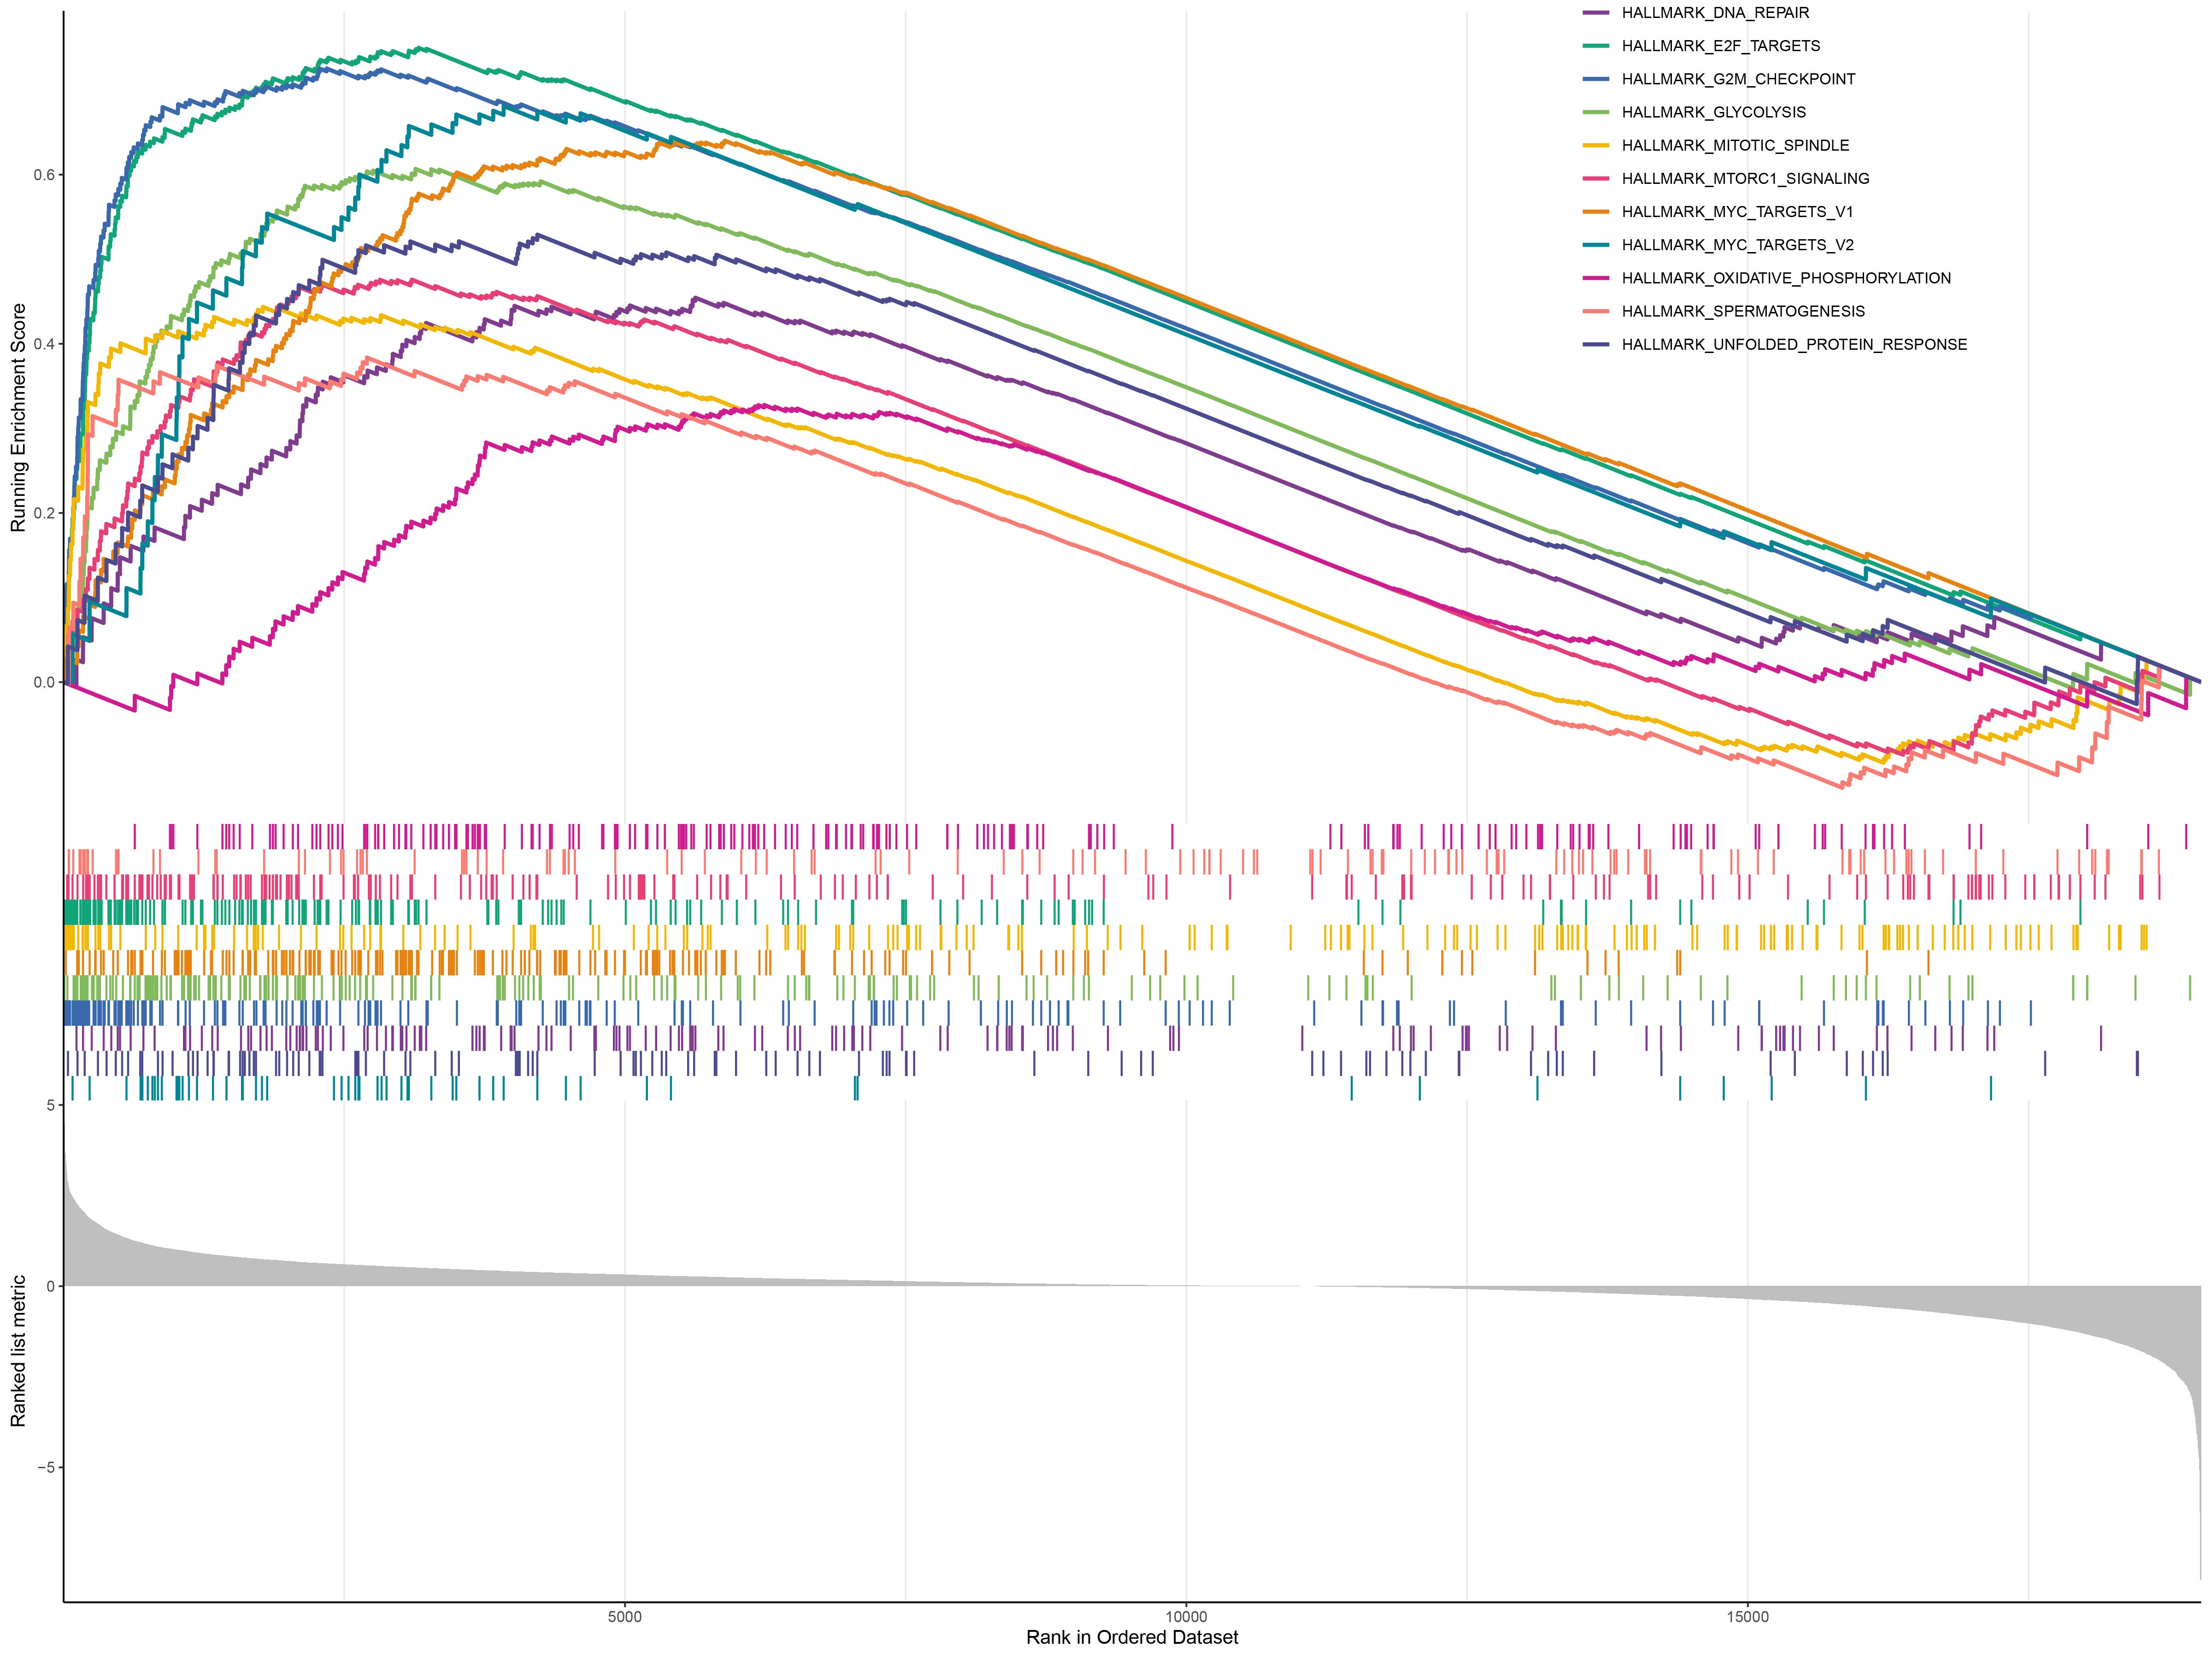 HALLMARK_DNA_REPAIR
HALLMARK_E2F_TARGETS
HALLMARK_G2M_CHECKPOINT
HALLMARK_GLYCOLYSIS
HALLMARK_MITOTIC_SPINDLE
HALLMARK_MTORC1_SIGNALING
HALLMARK_MYC_TARGETS_V1
HALLMARK_MYC_TARGETS_V2
HALLMARK_OXIDATIVE_PHOSPHORYLATION
HALLMARK_SPERMATOGENESIS
HALLMARK_UNFOLDED_PROTEIN_RESPONSE
Running Enrichment Score
0.6
0.4
0.2
0.0
Ranked list metric
5
0
−5
5000
10000
15000
Rank in Ordered Dataset